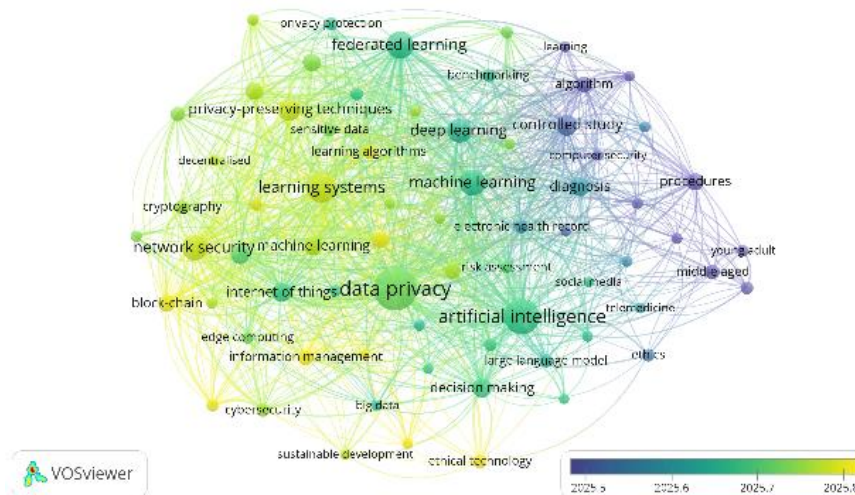 privacy protection
federated learning
learning
benchmarking
algorithm
privacy-preserving techniques
sensitive data
deep learning
controlled study
learning algorithms
computer security
decentralised
learning systems
machine learning
diagnosis
procedures
cryptography
electronic health record
network security
machine learning
young adult
risk assessment
middle aged
block-chain
internet of things
data privacy
social media
artificial intelligence
telemedicine
edge computing
information management
large language model
ethics
decision making
cybersecurity
big data
sustainable development
ethical technology
VOSviewer
2025.5 2025.6 2025.7 2025.8